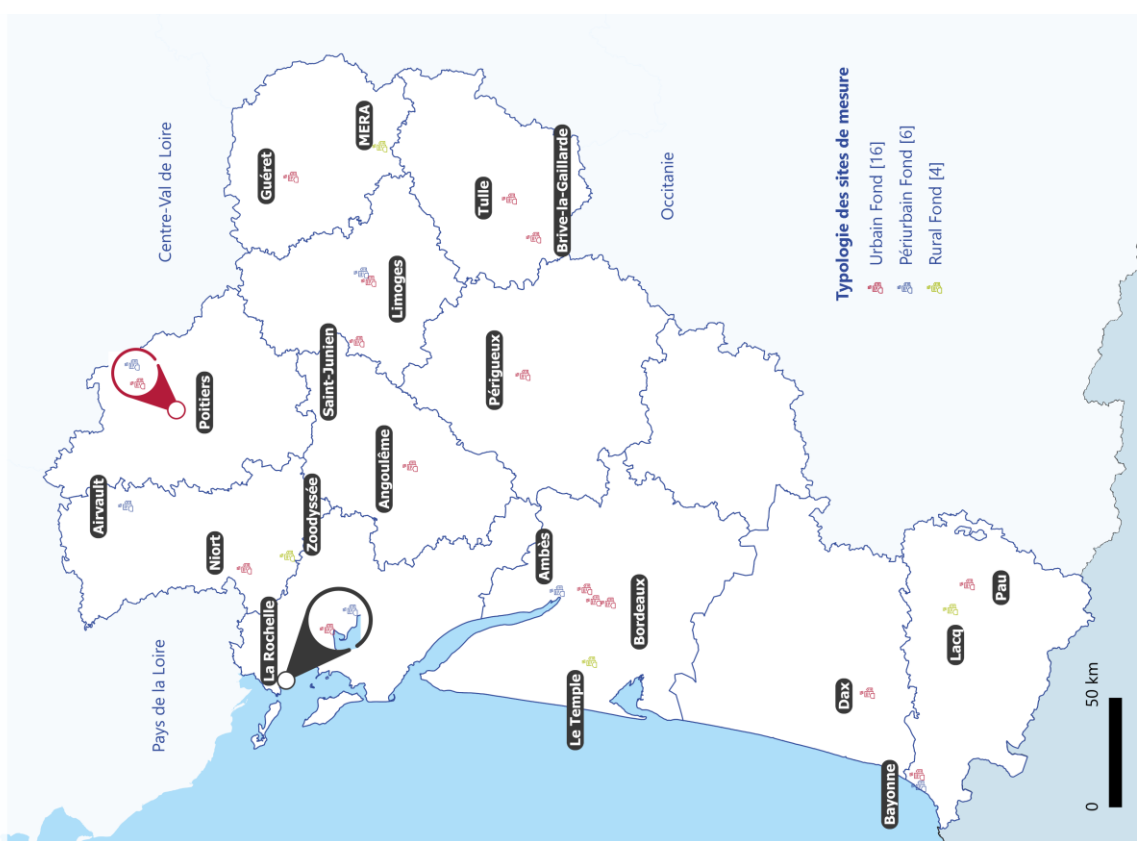 Pays de la Loire
Centre-Val de Loire
Occitanie
Airvault
Poitiers
Niort
Zoodyssée
La Rochelle
Guéret
MERA
Saint-Junien
Limoges
Angoulême
Tulle
Brive-la-Gaillarde
Périgueux
Ambès
Bordeaux
Le Temple
Dax
Bayonne
Lacq
Pau
Typologie des sites de mesure
Urbain Fond [16]
Périurbain Fond [6]
Rural Fond [4]
0
50 km